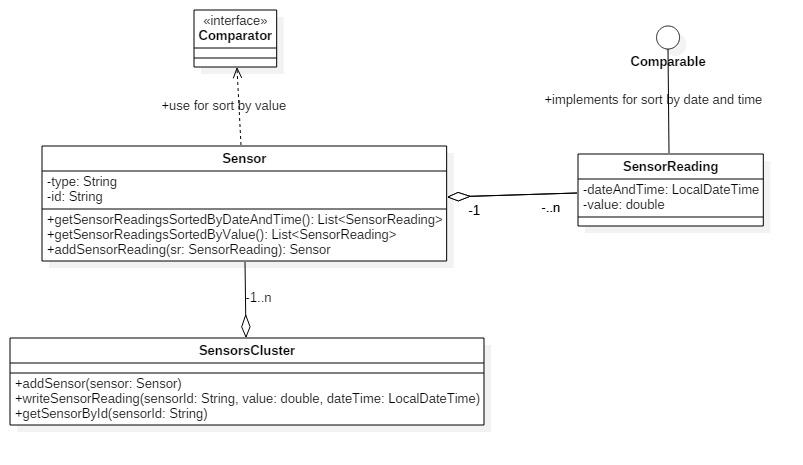 «interface»
Comparator
+use for sort by value
Comparable
+implements for sort by date and time
Sensor
-type: String
-id: String
+getSensorReadingsSortedByDateAndTime(): List<SensorReading>
+getSensorReadingsSortedByValue(): List<SensorReading>
+addSensorReading(sr: SensorReading): Sensor
-1
-..n
SensorReading
-dateAndTime: LocalDateTime
-value: double
-1..n
SensorsCluster
+addSensor(sensor: Sensor)
+writeSensorReading(sensorId: String, value: double, dateTime: LocalDateTime)
+getSensorById(sensorId: String)